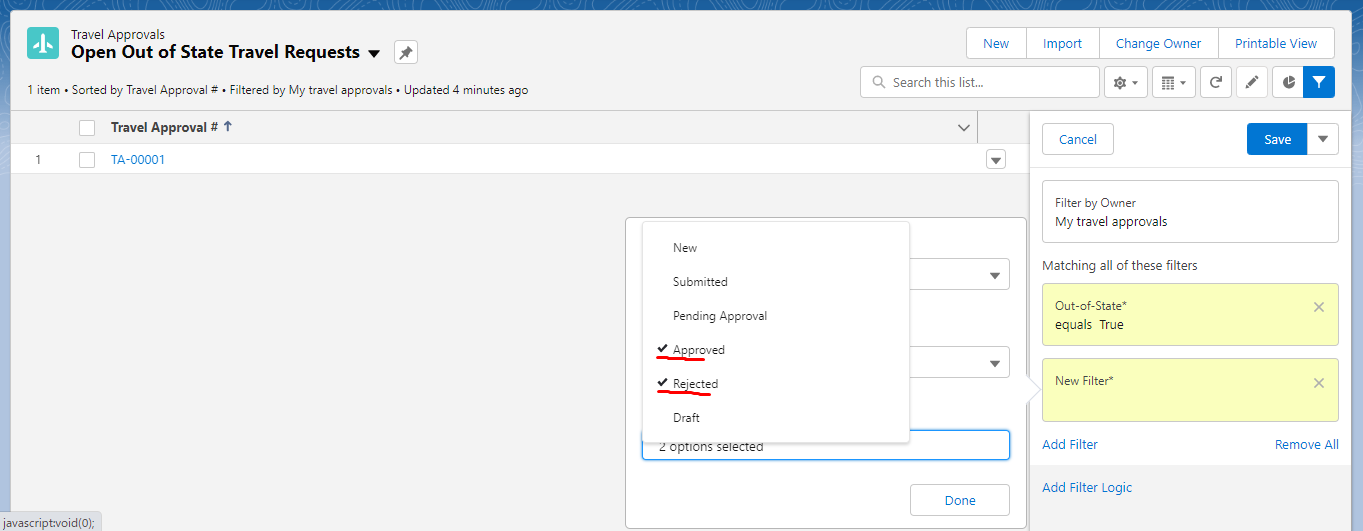 Travel Approvals
Open Out of State Travel Requests
New Import Change Owner Printable View
1 item • Sorted by Travel Approval # • Filtered by My travel approvals • Updated 4 minutes ago
Search this list...
Travel Approval #
1 TA-00001
Cancel Save
Filter by Owner
My travel approvals
Matching all of these filters
Out-of-State*
equals True
New Filter*
Add Filter Remove All
Add Filter Logic
New
Submitted
Pending Approval
Approved
Rejected
Draft
2 options selected
Done
javascript:void(0);